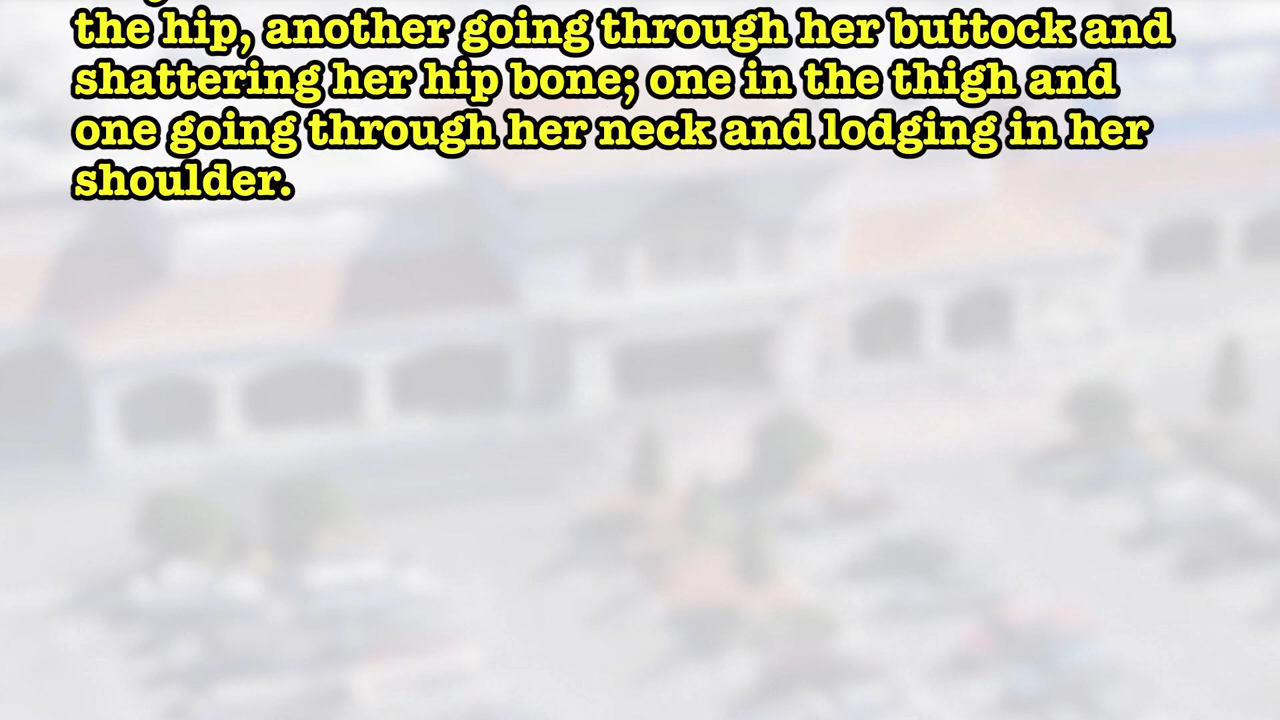 the hip, another going through her buttock and
shattering her hip bone; one in the thigh and
one going through her neck and lodging in her
shoulder.